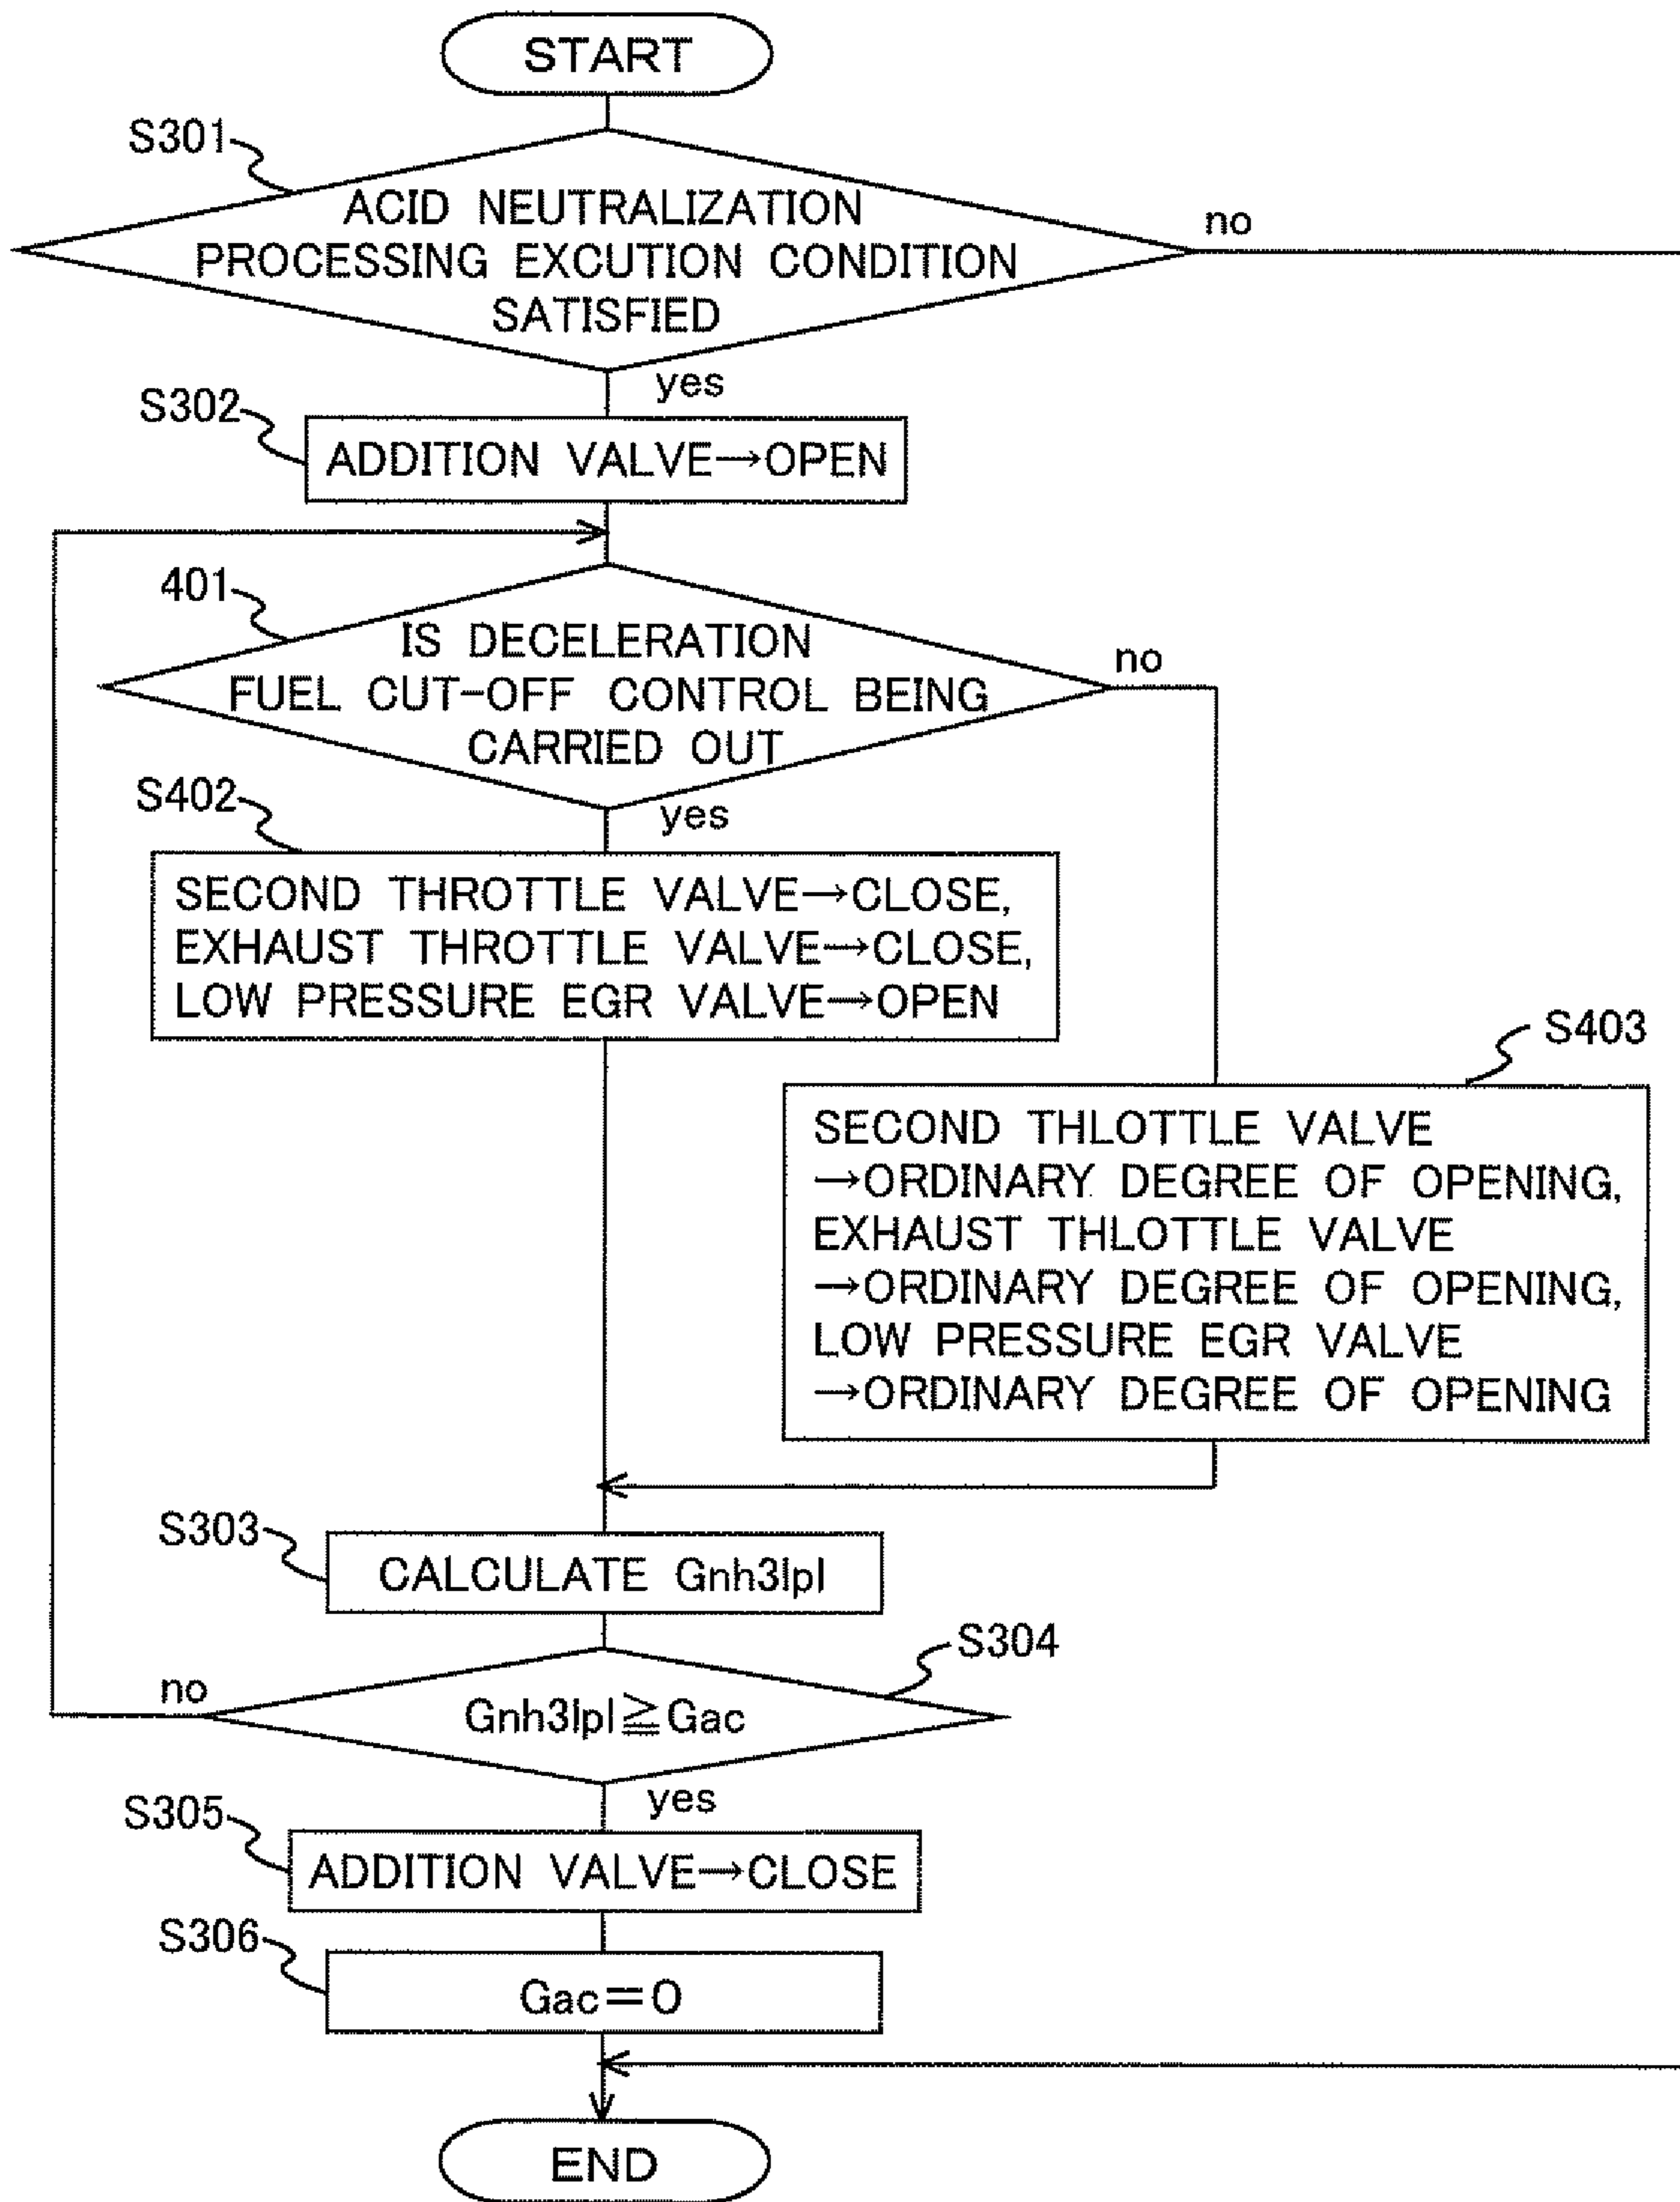 START
S301
ACID NEUTRALIZATION
PROCESSING EXCUTION CONDITION
SATISFIED
no
yes
S302
ADDITION VALVE→OPEN
401
IS DECELERATION
FUEL CUT-OFF CONTROL BEING
CARRIED OUT
no
yes
S402
SECOND THROTTLE VALVE→CLOSE,
EXHAUST THROTTLE VALVE→CLOSE,
LOW PRESSURE EGR VALVE→OPEN
S403
SECOND THLOTTLE VALVE
→ORDINARY DEGREE OF OPENING,
EXHAUST THLOTTLE VALVE
→ORDINARY DEGREE OF OPENING,
LOW PRESSURE EGR VALVE
→ORDINARY DEGREE OF OPENING
S303
CALCULATE Gnh3lpl
S304
no
Gnh3lpl≧Gac
yes
S305
ADDITION VALVE→CLOSE
S306
Gac=0
END